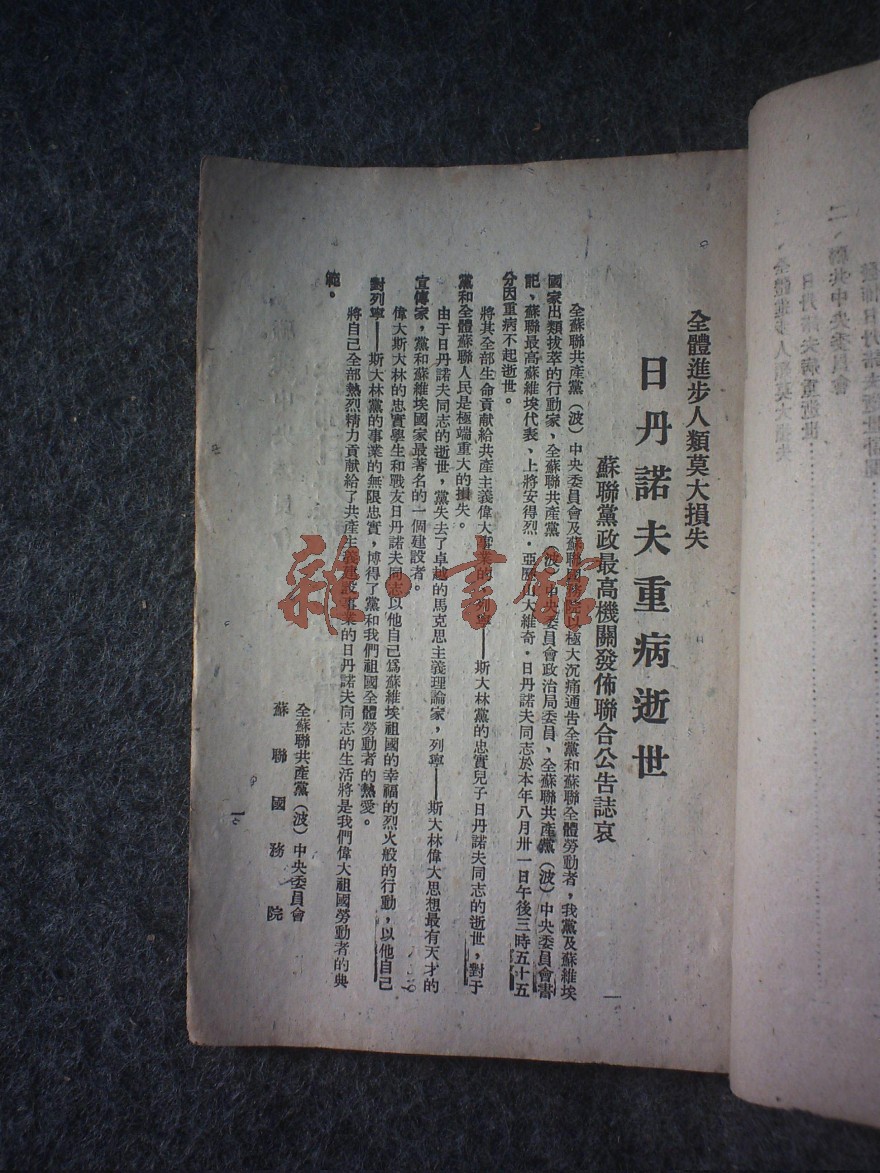 全體進步人類莫大損失
日丹諾夫重病逝世
蘇聯黨政最高機關發佈聯合公告誌哀
一
全蘇聯共產黨（波）中央委員會及蘇聯國務院以極大沉痛通告全黨和蘇聯全體勞動者，我黨及蘇維埃
國家出類拔萃的行動家、全蘇聯共產黨（波）中央委員會政治局委員、全蘇聯共產黨（波）中央委員會書
記、蘇聯最高蘇維埃代表、上將安得烈·亞歷山大維奇·日丹諾夫同志於本年八月卅一日午後三時五十五
分因重病不起逝世。
將其全部生命貢獻給共產主義偉大事業的列寧——斯大林黨的忠實兒子日丹諾夫同志的逝世，對于
黨和全體蘇聯人民是極端重大的損失。
由于日丹諾夫同志的逝世，黨失去了卓越的馬克思主義理論家，列寧——斯大林偉大思想最有天才的
宣傳家，黨和蘇維埃國家最著名的一個建設者。
偉大斯大林的忠實學生和戰友日丹諾夫同志以他自己爲蘇維埃祖國的幸福的烈火般的行動，以他自己
對列寧——斯大林黨的事業的無限忠實，博得了黨和我們祖國全體勞動者的熱愛。
將自己全部熱烈精力貢獻給了共產主義建設事業的日丹諾夫同志的生活將是我們偉大祖國勞動者的典
範。
全蘇聯共產黨（波）中央委員會
蘇聯國務院
雜·書館